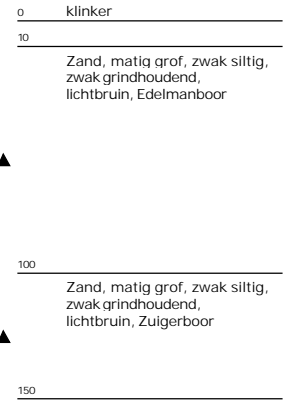 0 klinker
10
Zand, matig grof, zwak siltig,
zwak grindhoudend,
lichtbruin, Edelmanboor
100
Zand, matig grof, zwak siltig,
zwak grindhoudend,
lichtbruin, Zuigerboor
150